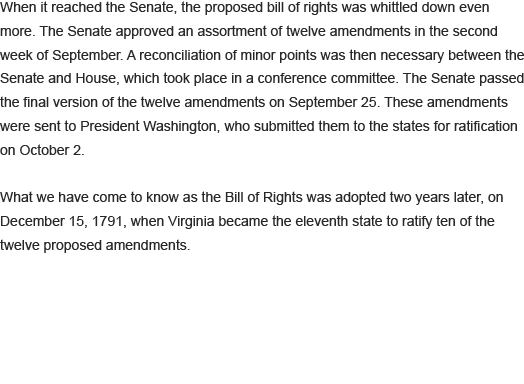 When it reached the Senate, the proposed bill of rights was whittled down even
more. The Senate approved an assortment of twelve amendments in the second
week of September. A reconciliation of minor points was then necessary between the
Senate and House, which took place in a conference committee. The Senate passed
the final version of the twelve amendments on September 25. These amendments
were sent to President Washington, who submitted them to the states for ratification
on October 2.
What we have come to know as the Bill of Rights was adopted two years later, on
December 15, 1791, when Virginia became the eleventh state to ratify ten of the
twelve proposed amendments.